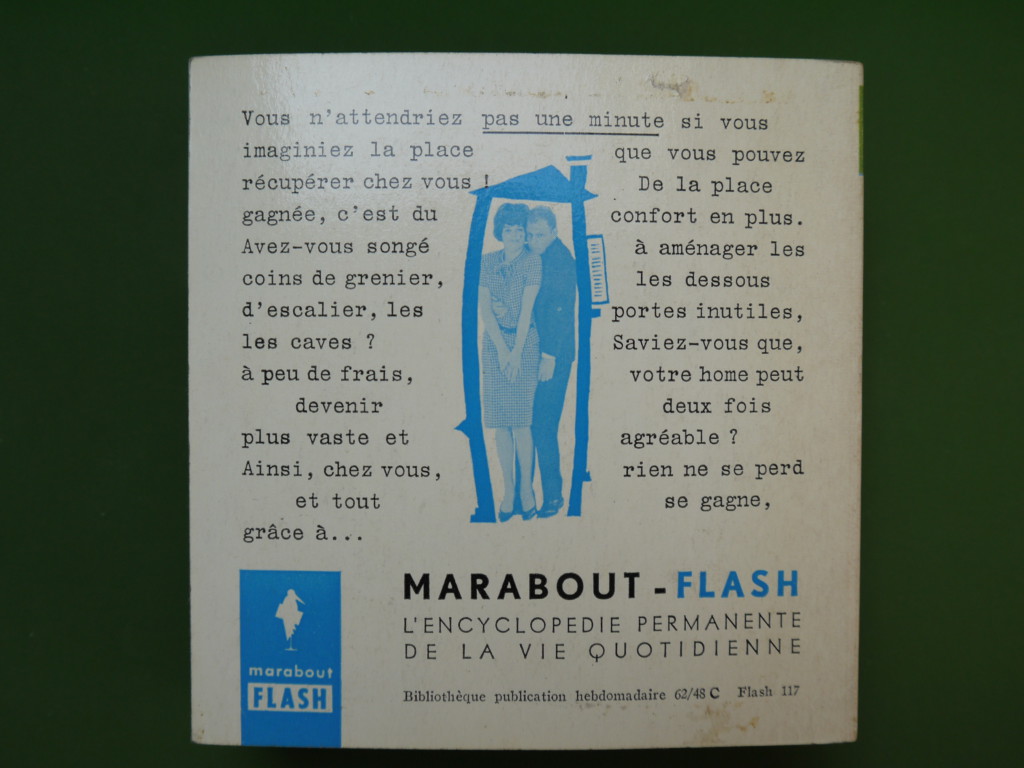 Vous n'attendriez pas une minute si vous
imaginiez la place que vous pouvez
récupérer chez vous ! De la place
gagnée, c'est du confort en plus.
Avez-vous songé à aménager les
coins de grenier, les dessous
d'escalier, les portes inutiles,
les caves ? Saviez-vous que,
à peu de frais, votre home peut
devenir deux fois
plus vaste et agréable ?
Ainsi, chez vous, rien ne se perd
et tout se gagne,
grâce à...
MARABOUT - FLASH
L'ENCYCLOPEDIE PERMANENTE
DE LA VIE QUOTIDIENNE
marabout
FLASH
Bibliothèque publication hebdomadaire 62/48 C Flash 117